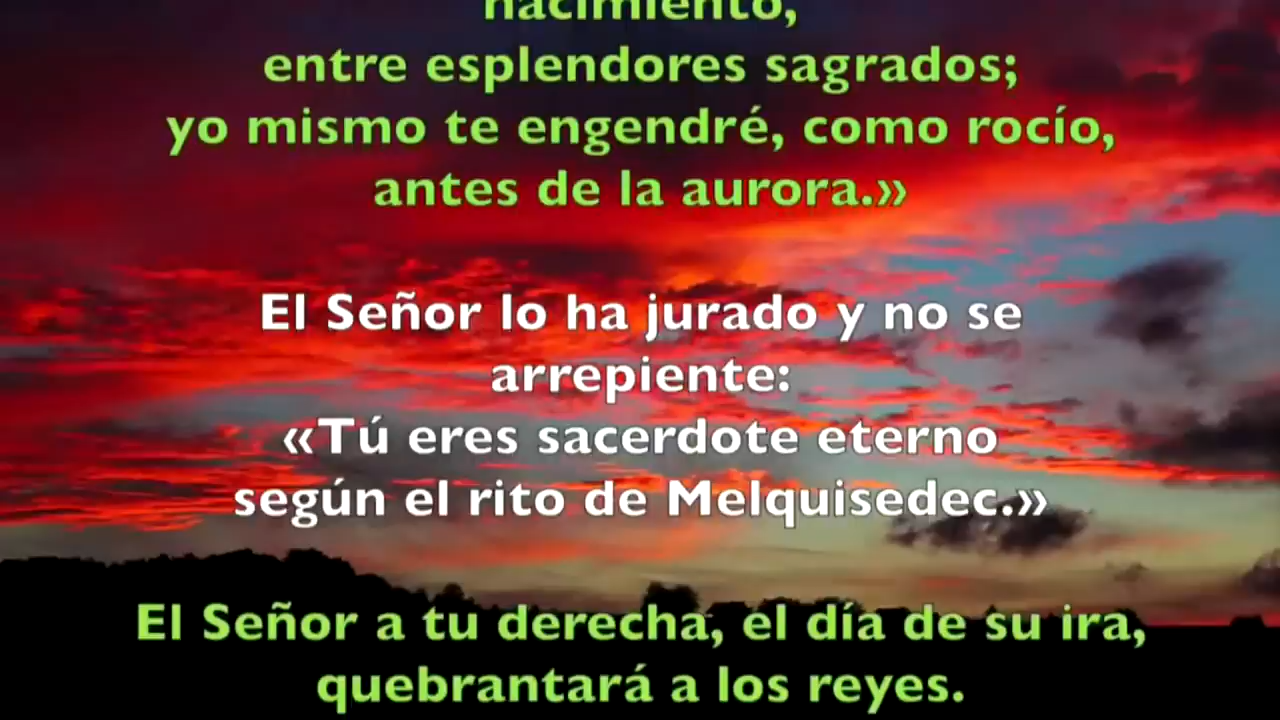 nacimiento,
entre esplendores sagrados;
yo mismo te engendré, como rocío,
antes de la aurora.»
El Señor lo ha jurado y no se
arrepiente:
«Tú eres sacerdote eterno
según el rito de Melquisedec.»
El Señor a tu derecha, el día de su ira,
quebrantará a los reyes.